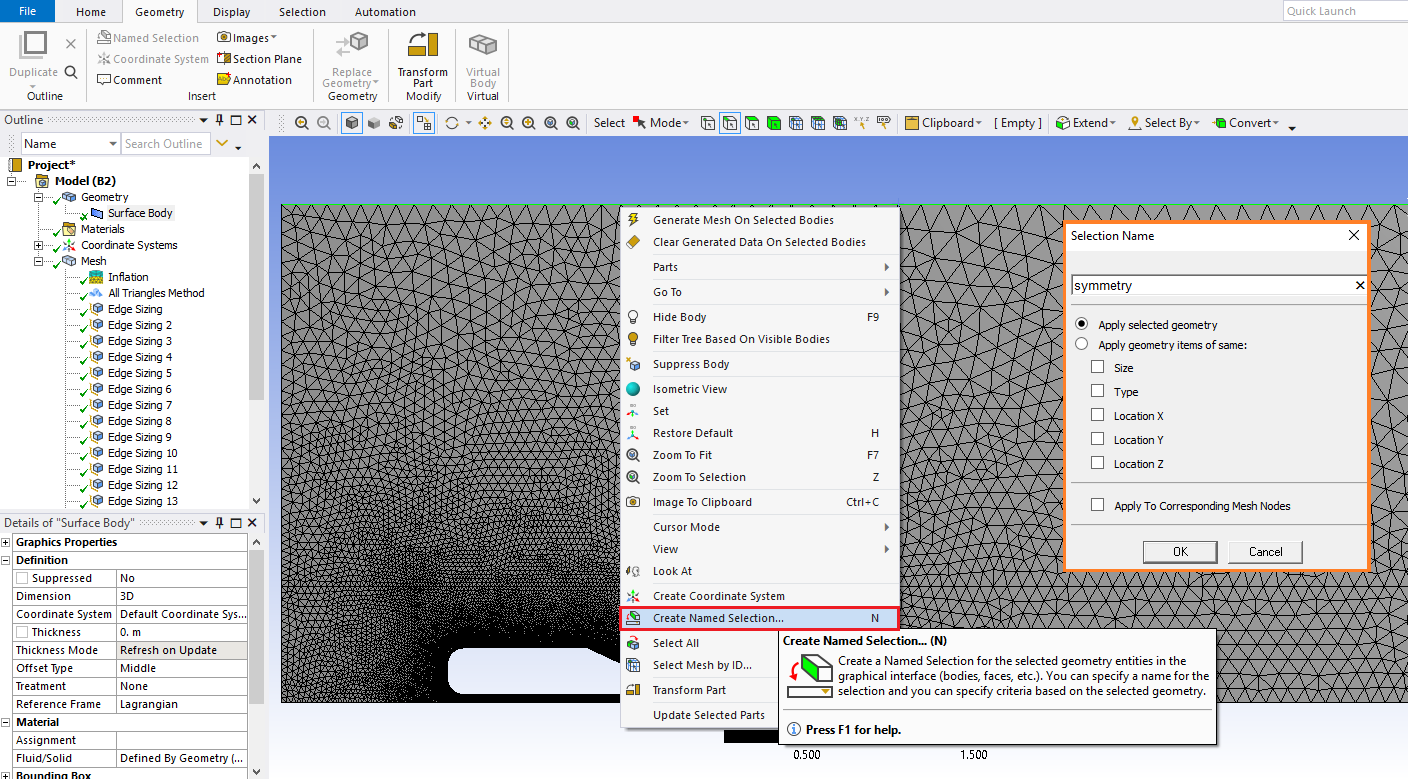 File Home Geometry Display Selection Automation Quick Launch
Duplicate
Outline
Named Selection
Coordinate System
Comment
Images
Section Plane
Annotation
Insert
Replace
Geometry
Geometry
Transform
Part
Modify
Virtual
Body
Virtual
Outline
Name Search Outline
Select Mode Clipboard [ Empty ] Extend Select By Convert
Project*
Model (B2)
Geometry
Surface Body
Materials
Coordinate Systems
Mesh
Inflation
All Triangles Method
Edge Sizing
Edge Sizing 2
Edge Sizing 3
Edge Sizing 4
Edge Sizing 5
Edge Sizing 6
Edge Sizing 7
Edge Sizing 8
Edge Sizing 9
Edge Sizing 10
Edge Sizing 11
Edge Sizing 12
Edge Sizing 13
Details of "Surface Body"
Graphics Properties
Definition
Suppressed No
Dimension 3D
Coordinate System Default Coordinate Sys...
Thickness 0. m
Thickness Mode Refresh on Update
Offset Type Middle
Treatment None
Reference Frame Lagrangian
Material
Assignment
Fluid/Solid Defined By Geometry (...
Bounding Box
Generate Mesh On Selected Bodies
Clear Generated Data On Selected Bodies
Parts
Go To
Hide Body F9
Filter Tree Based On Visible Bodies
Suppress Body
Isometric View
Set
Restore Default H
Zoom To Fit F7
Zoom To Selection Z
Image To Clipboard Ctrl+C
Cursor Mode
View
Look At
Create Coordinate System
Create Named Selection... N
Select All
Select Mesh by ID...
Transform Part
Update Selected Parts
Create Named Selection... (N)
Create a Named Selection for the selected geometry entities in the
graphical interface (bodies, faces, etc.). You can specify a name for the
selection and you can specify criteria based on the selected geometry.
Press F1 for help.
0.500 1.500
Selection Name
symmetry
Apply selected geometry
Apply geometry items of same:
Size
Type
Location X
Location Y
Location Z
Apply To Corresponding Mesh Nodes
OK Cancel